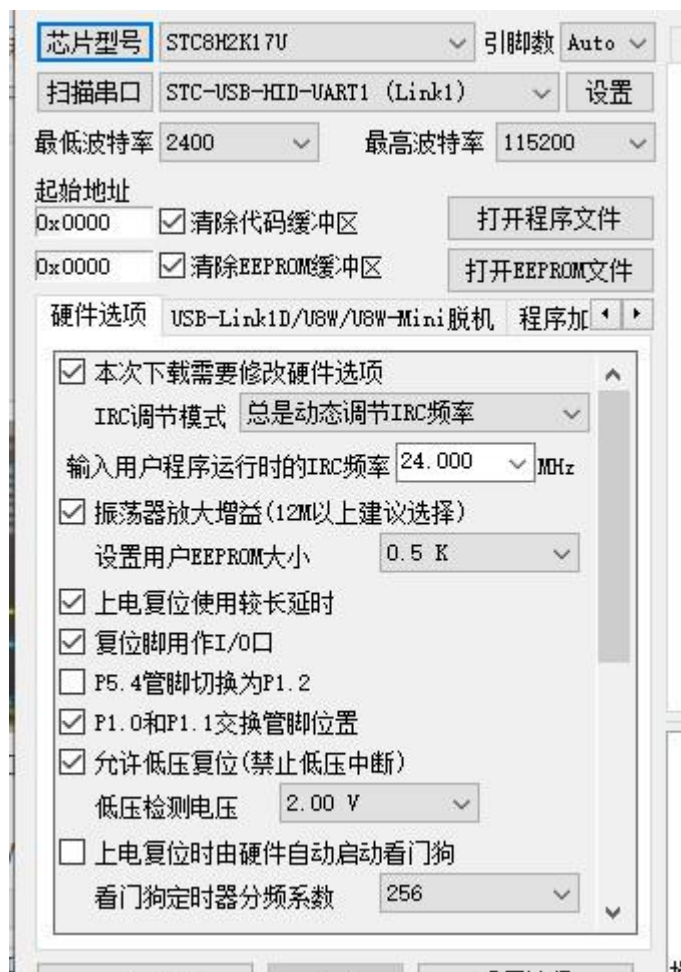 芯片型号 STC8H2K17U 引脚数 Auto
扫描串口 STC-USB-HID-UART1 (Link1) 设置
最低波特率 2400 最高波特率 115200
起始地址
0x0000 清除代码缓冲区 打开程序文件
0x0000 清除EEPROM缓冲区 打开EEPROM文件
硬件选项 USB-Link1D/U8W/U8W-Mini脱机 程序加
本次下载需要修改硬件选项
IRC调节模式 总是动态调节IRC频率
输入用户程序运行时的IRC频率 24.000 MHz
振荡器放大增益(12M以上建议选择)
设置用户EEPROM大小 0.5 K
上电复位使用较长延时
复位脚用作I/O口
P5.4管脚切换为P1.2
P1.0和P1.1交换管脚位置
允许低压复位(禁止低压中断)
低压检测电压 2.00 V
上电复位时由硬件自动启动看门狗
看门狗定时器分频系数 256